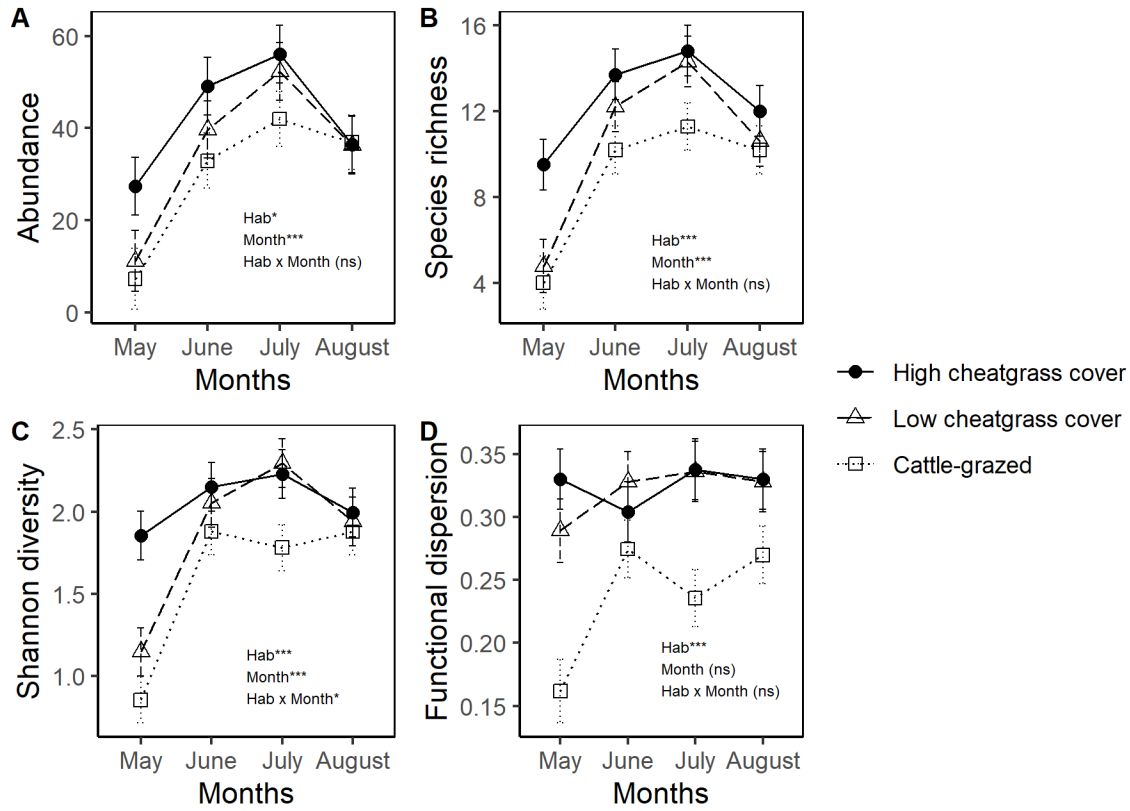 A
Abundance
60
40
20
0
Hab*
Month***
Hab x Month (ns)
May June July August
Months
B
Species richness
16
12
8
4
Hab***
Month***
Hab x Month (ns)
May June July August
Months
High cheatgrass cover
Low cheatgrass cover
Cattle-grazed
C
Shannon diversity
2.5
2.0
1.5
1.0
Hab***
Month***
Hab x Month*
May June July August
Months
D
Functional dispersion
0.35
0.30
0.25
0.20
0.15
Hab***
Month (ns)
Hab x Month (ns)
May June July August
Months